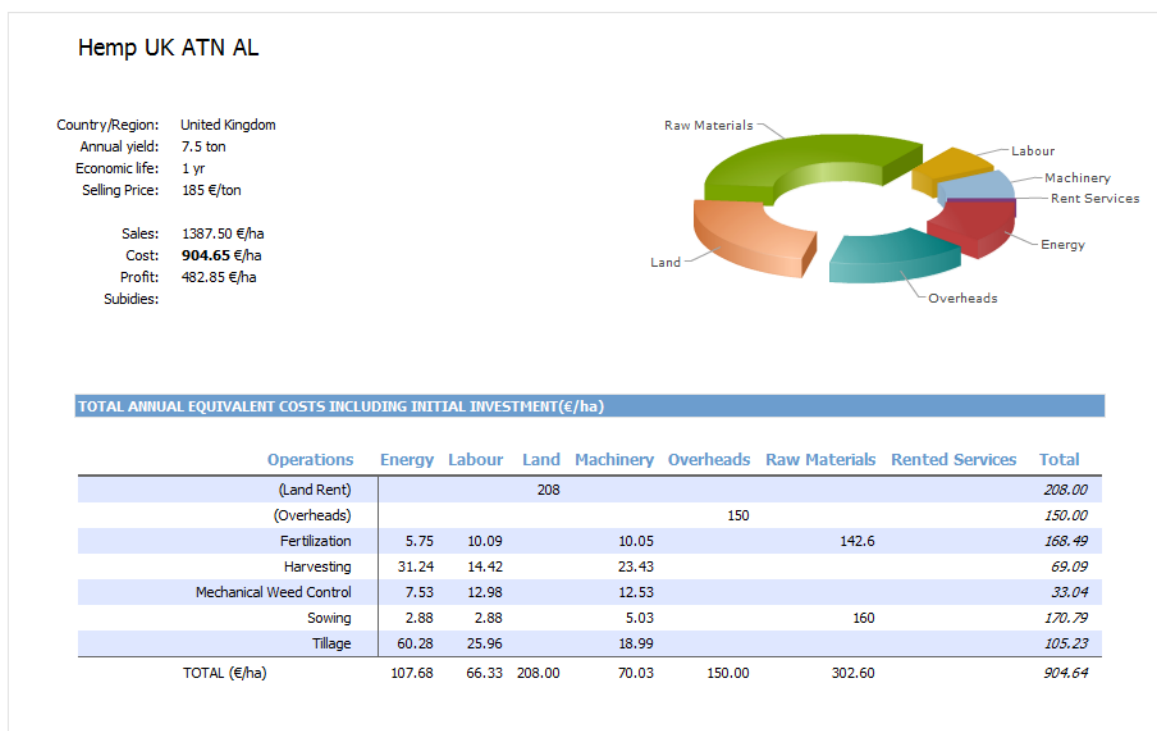 Hemp UK ATN AL
Country/Region: United Kingdom
Annual yield: 7.5 ton
Economic life: 1 yr
Selling Price: 185 €/ton
Sales: 1387.50 €/ha
Cost: 904.65 €/ha
Profit: 482.85 €/ha
Subidies:
Raw Materials
Labour
Machinery
Rent Services
Energy
Land
Overheads
TOTAL ANNUAL EQUIVALENT COSTS INCLUDING INITIAL INVESTMENT(€/ha)
Operations Energy Labour Land Machinery Overheads Raw Materials Rented Services Total
(Land Rent) 208 208.00
(Overheads) 150 150.00
Fertilization 5.75 10.09 10.05 142.6 168.49
Harvesting 31.24 14.42 23.43 69.09
Mechanical Weed Control 7.53 12.98 12.53 33.04
Sowing 2.88 2.88 5.03 160 170.79
Tillage 60.28 25.96 18.99 105.23
TOTAL (€/ha) 107.68 66.33 208.00 70.03 150.00 302.60 904.64